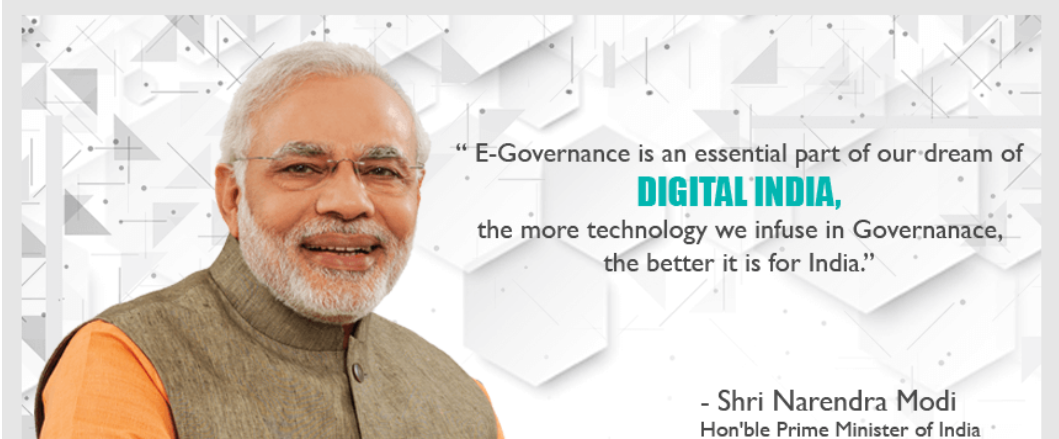 “ E-Governance is an essential part of our dream of
DIGITAL INDIA,
the more technology we infuse in Governanace,
the better it is for India.”
- Shri Narendra Modi
Hon'ble Prime Minister of India